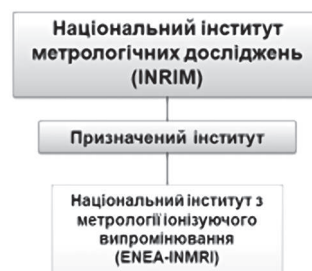 Національний інститут
метрологічних досліджень
(INRIM)
Призначений інститут
Національний інститут з
метрології іонізуючого
випромінювання
(ENEA-INMRI)